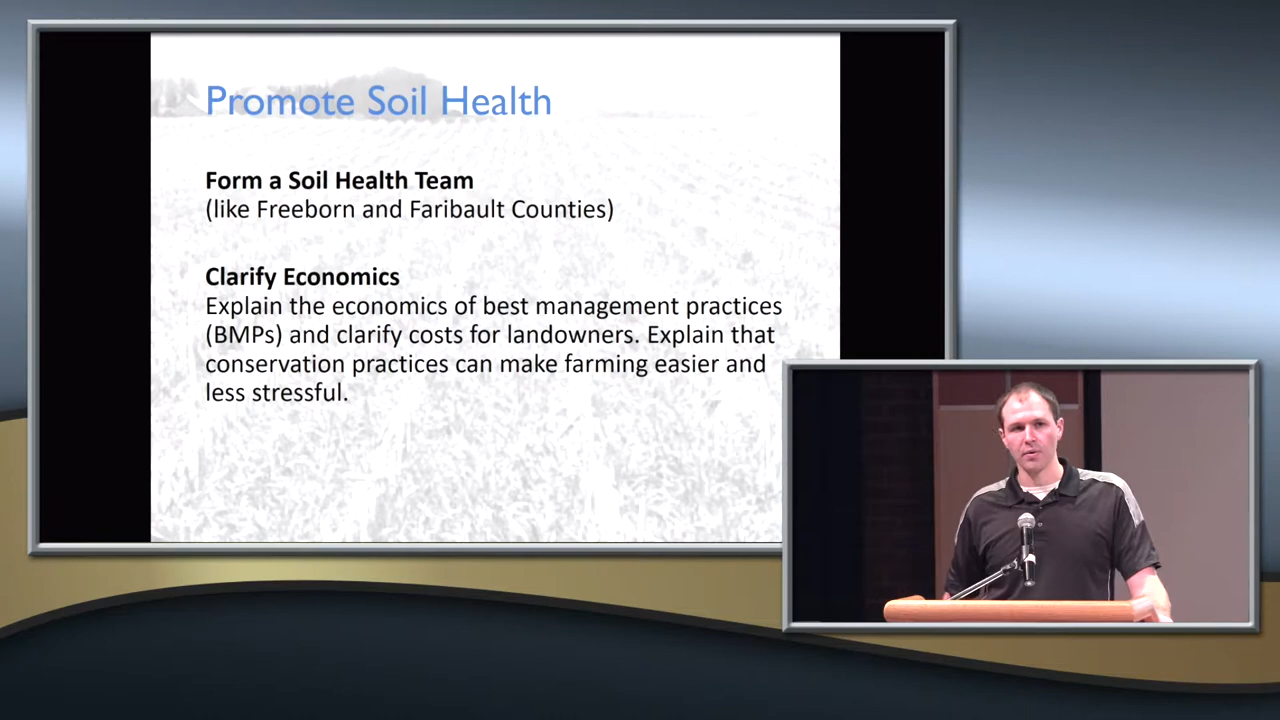 Promote Soil Health
Form a Soil Health Team
(like Freeborn and Faribault Counties)
Clarify Economics
Explain the economics of best management practices
(BMPs) and clarify costs for landowners. Explain that
conservation practices can make farming easier and
less stressful.